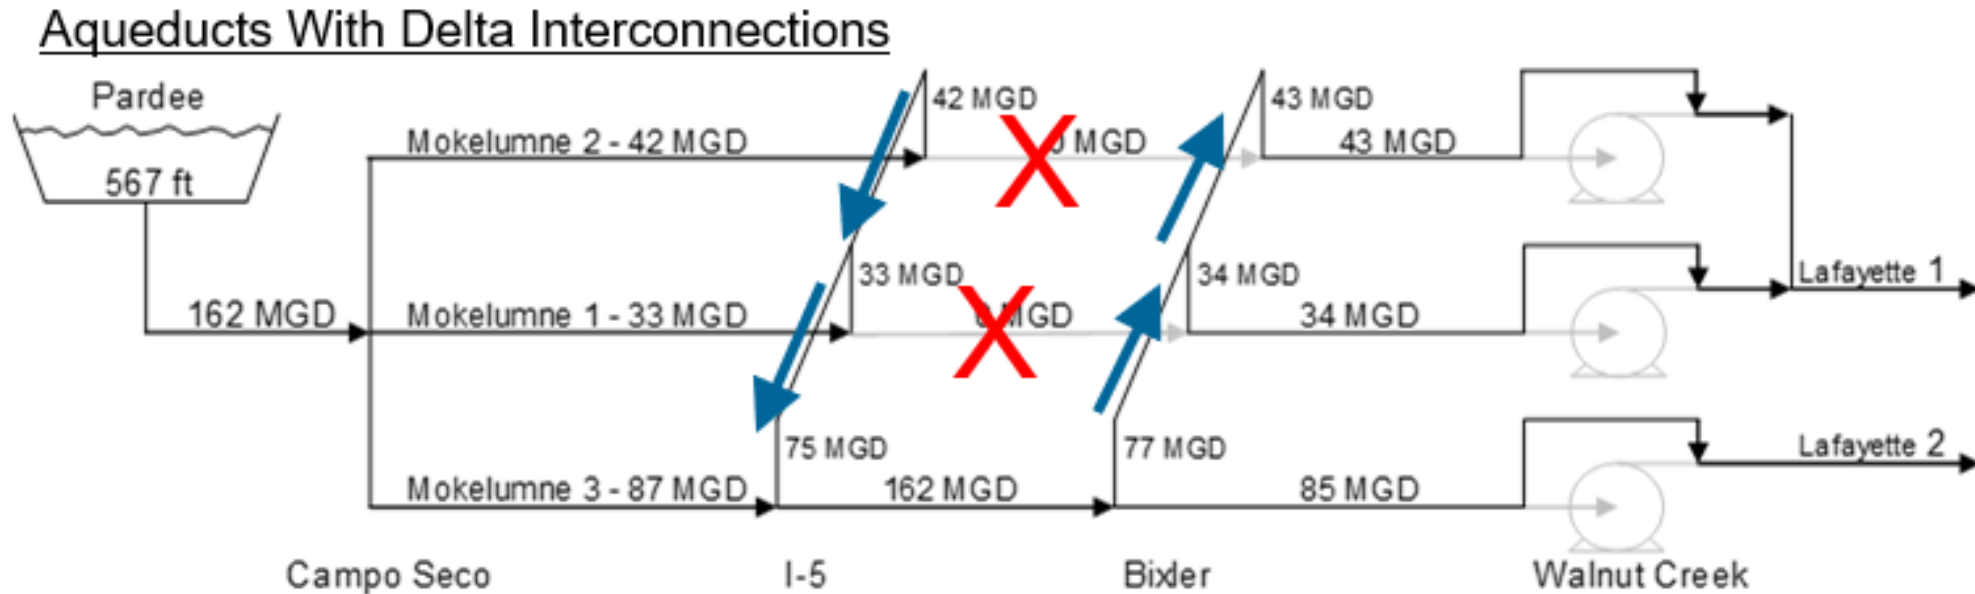 Aqueducts With Delta Interconnections
Pardee
567 ft
162 MGD
Mokelumne 2 - 42 MGD
42 MGD
0 MGD
43 MGD
43 MGD
Mokelumne 1 - 33 MGD
33 MGD
0 MGD
34 MGD
34 MGD
Lafayette 1
Mokelumne 3 - 87 MGD
75 MGD
162 MGD
77 MGD
85 MGD
Lafayette 2
Campo Seco
I-5
Bixler
Walnut Creek